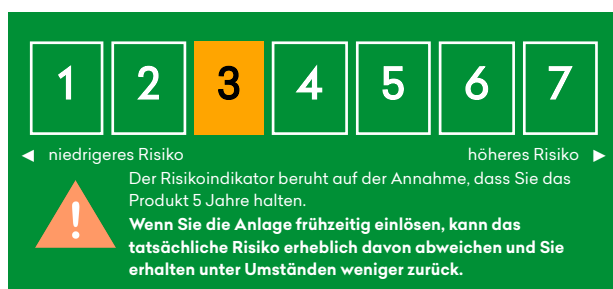 1 2 3 4 5 6 7
◄ niedrigeres Risiko höheres Risiko ►
Der Risikoindikator beruht auf der Annahme, dass Sie das
Produkt 5 Jahre halten.
Wenn Sie die Anlage frühzeitig einlösen, kann das
tatsächliche Risiko erheblich davon abweichen und Sie
erhalten unter Umständen weniger zurück.
!